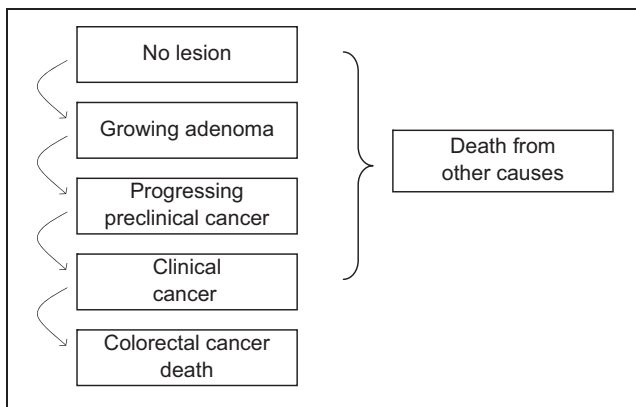 No lesion
Growing adenoma
Progressing
preclinical cancer
Clinical
cancer
Colorectal cancer
death
Death from
other causes